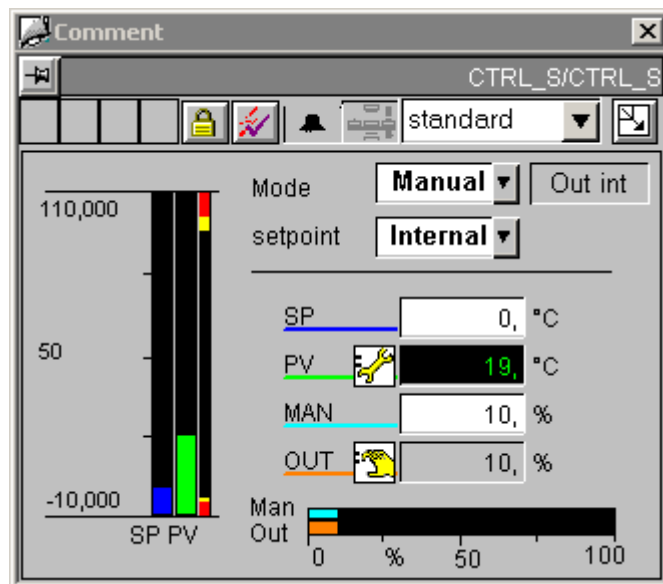 Comment
CTRL_S/CTRL_S
standard
Mode Manual Out int
setpoint Internal
110,000
50
-10,000
SP PV
SP 0, °C
PV 19, °C
MAN 10, %
OUT 10, %
Man
Out
0 % 50 100